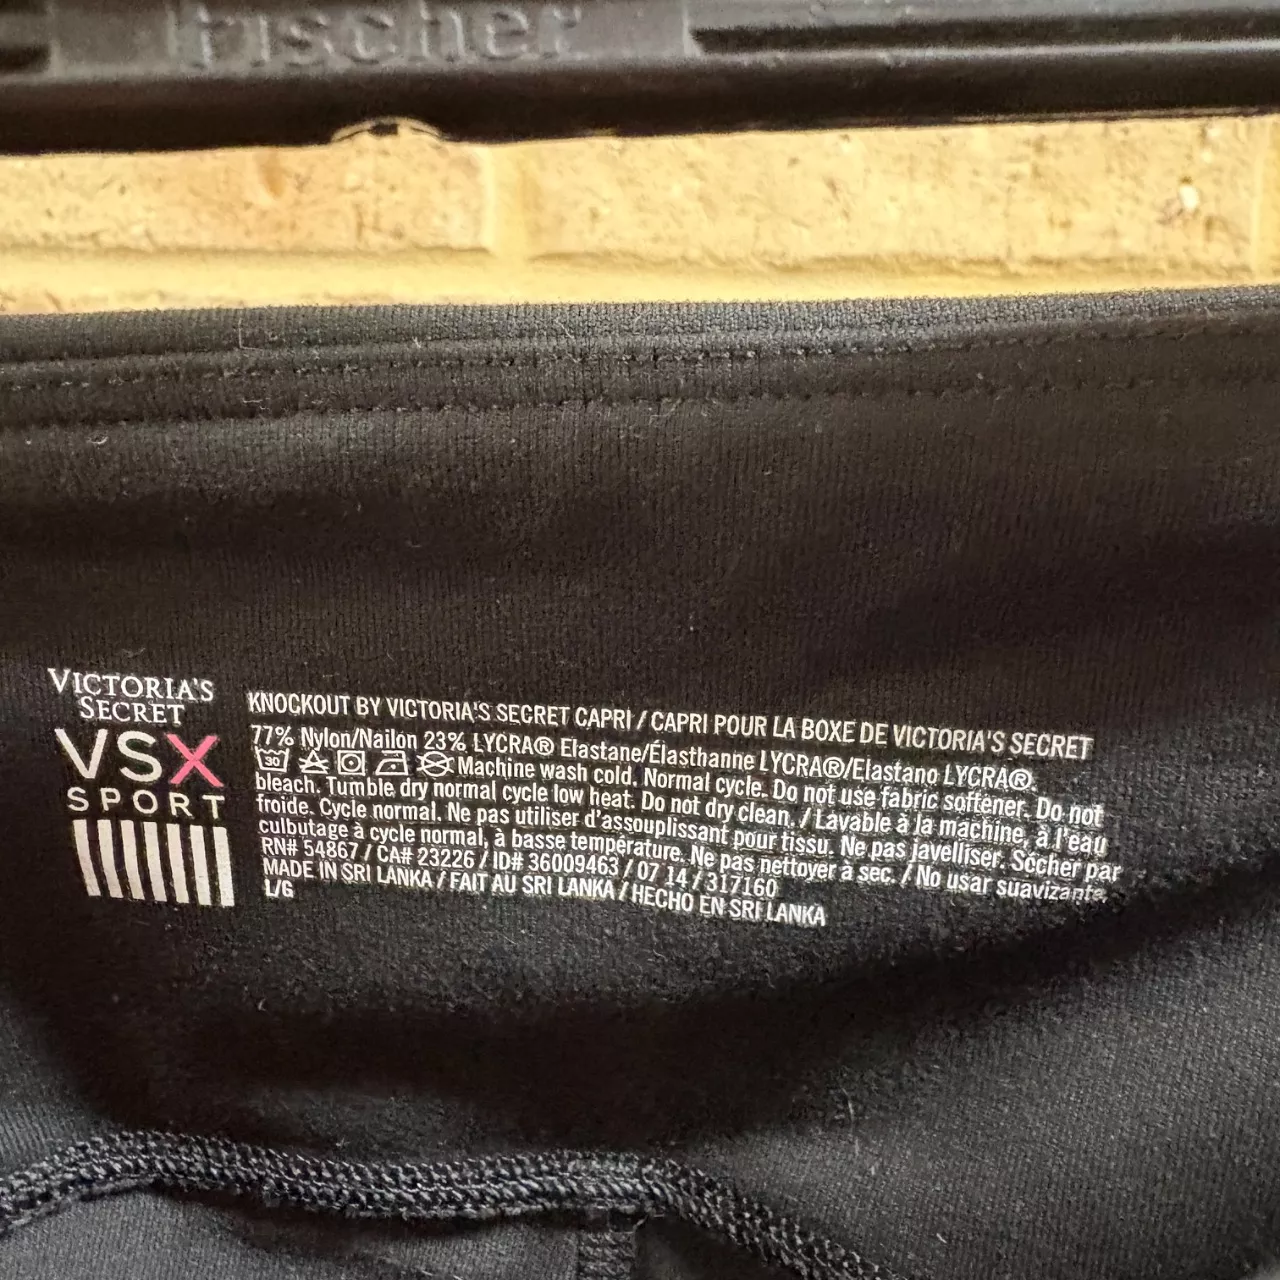 fischer
VICTORIA'S
SECRET
VSX
SPORT
KNOCKOUT BY VICTORIA'S SECRET CAPRI / CAPRI POUR LA BOXE DE VICTORIA'S SECRET
77% Nylon/Nailon 23% LYCRA® Elastane/Élasthanne LYCRA®/Elastano LYCRA®.
30 Machine wash cold. Normal cycle. Do not use fabric softener. Do not
bleach. Tumble dry normal cycle low heat. Do not dry clean. / Lavable à la machine, à l'eau
froide. Cycle normal. Ne pas utiliser d'assouplissant pour tissu. Ne pas javelliser. Sécher par
culbutage à cycle normal, à basse température. Ne pas nettoyer à sec. / No usar suavizante.
RN# 54867 / CA# 23226 / ID# 36009463 / 07 14 / 317160
MADE IN SRI LANKA / FAIT AU SRI LANKA / HECHO EN SRI LANKA
L/G